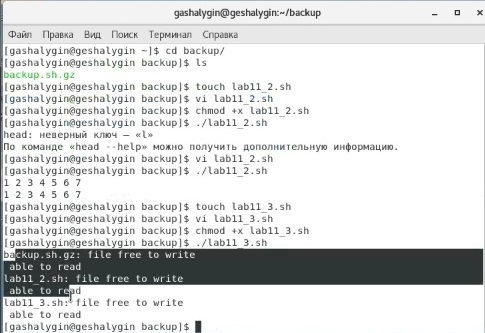 gashalygin@geshalygin:~/backup
Файл Правка Вид Поиск Терминал Справка
[gashalygin@geshalygin ~]$ cd backup/
[gashalygin@geshalygin backup]$ ls
backup.sh.gz
[gashalygin@geshalygin backup]$ touch lab11_2.sh
[gashalygin@geshalygin backup]$ vi lab11_2.sh
[gashalygin@geshalygin backup]$ chmod +x lab11_2.sh
[gashalygin@geshalygin backup]$ ./lab11_2.sh
head: неверный ключ — «l»
По команде «head --help» можно получить дополнительную информацию.
[gashalygin@geshalygin backup]$ vi lab11_2.sh
[gashalygin@geshalygin backup]$ ./lab11_2.sh
1 2 3 4 5 6 7
1 2 3 4 5 6 7
[gashalygin@geshalygin backup]$ touch lab11_3.sh
[gashalygin@geshalygin backup]$ vi lab11_3.sh
[gashalygin@geshalygin backup]$ chmod +x lab11_3.sh
[gashalygin@geshalygin backup]$ ./lab11_3.sh
backup.sh.gz: file free to write
able to read
lab11_2.sh: file free to write
able to read
lab11_3.sh: file free to write
able to read
[gashalygin@geshalygin backup]$